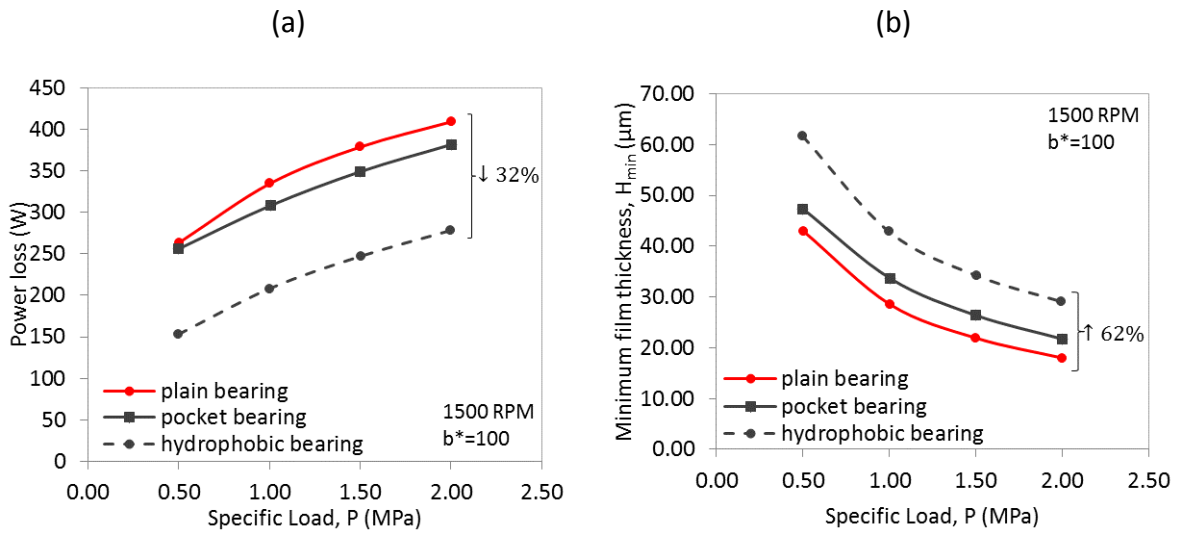 (a)
450
400
350
300
250
200
150
100
50
0
Power loss (W)
↓ 32%
plain bearing
pocket bearing
hydrophobic bearing
1500 RPM
b*=100
0.00 0.50 1.00 1.50 2.00 2.50
Specific Load, P (MPa)
(b)
70.00
60.00
50.00
40.00
30.00
20.00
10.00
0.00
Minimum film thickness, Hmin (μm)
1500 RPM
b*=100
↑ 62%
plain bearing
pocket bearing
hydrophobic bearing
0.00 0.50 1.00 1.50 2.00 2.50
Specific Load, P (MPa)